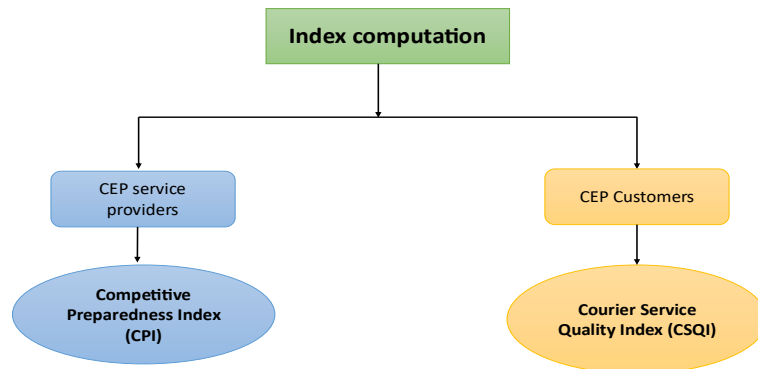 Index computation
CEP service
providers
CEP Customers
Competitive
Preparedness Index
(CPI)
Courier Service
Quality Index (CSQI)